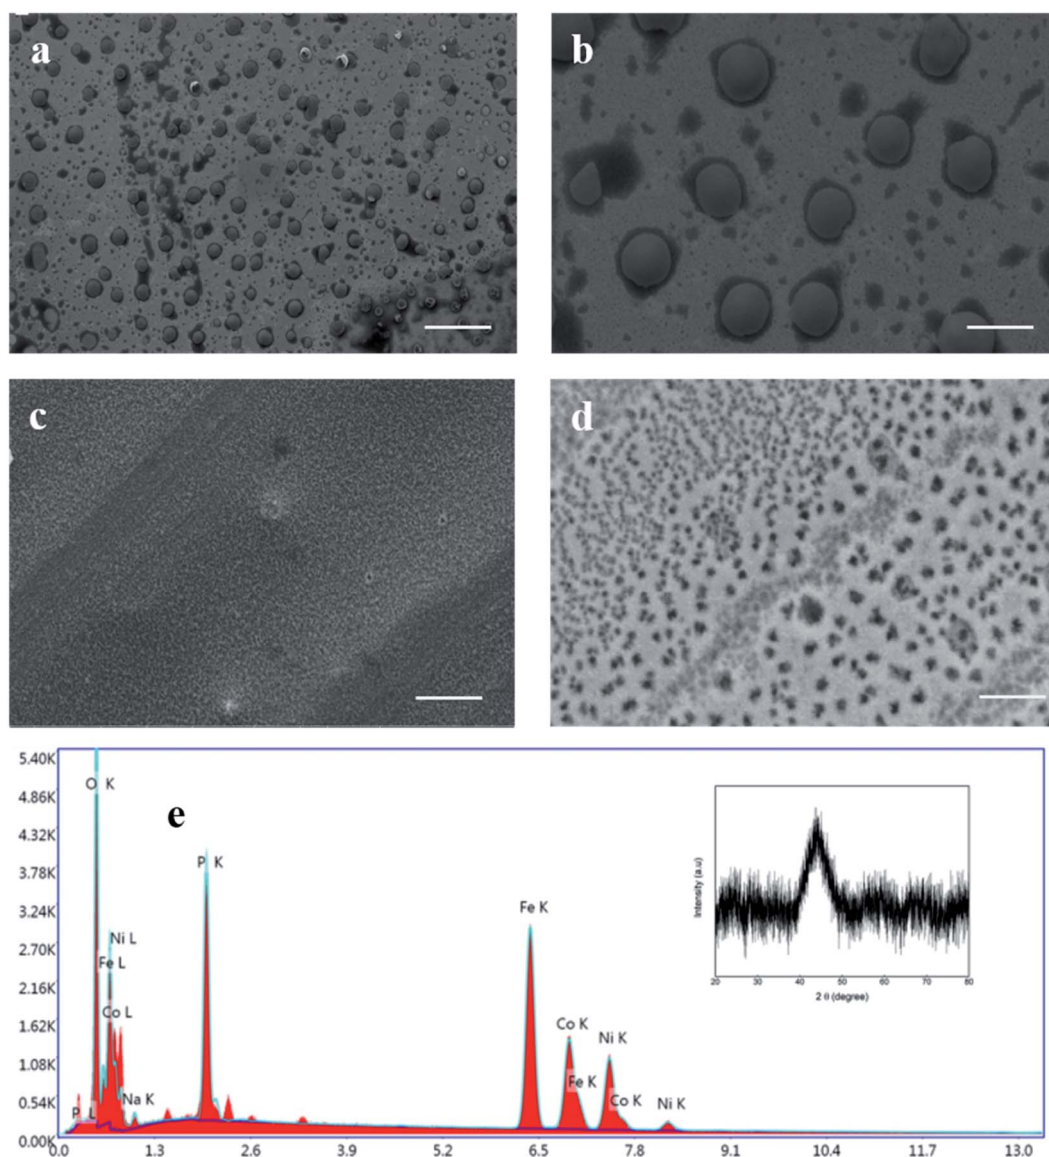 a
b
c
d
e
5.40K
4.86K
4.32K
3.78K
3.24K
2.70K
2.16K
1.62K
1.08K
0.54K
0.00K
O K
P K
Ni L
Fe L
Co L
P L
Na K
Fe K
Co K
Fe K
Ni K
Co K
Ni K
0.0 1.3 2.6 3.9 5.2 6.5 7.8 9.1 10.4 11.7 13.0
Intensity (a.u)
20 30 40 50 60 70 80
2 θ (degree)